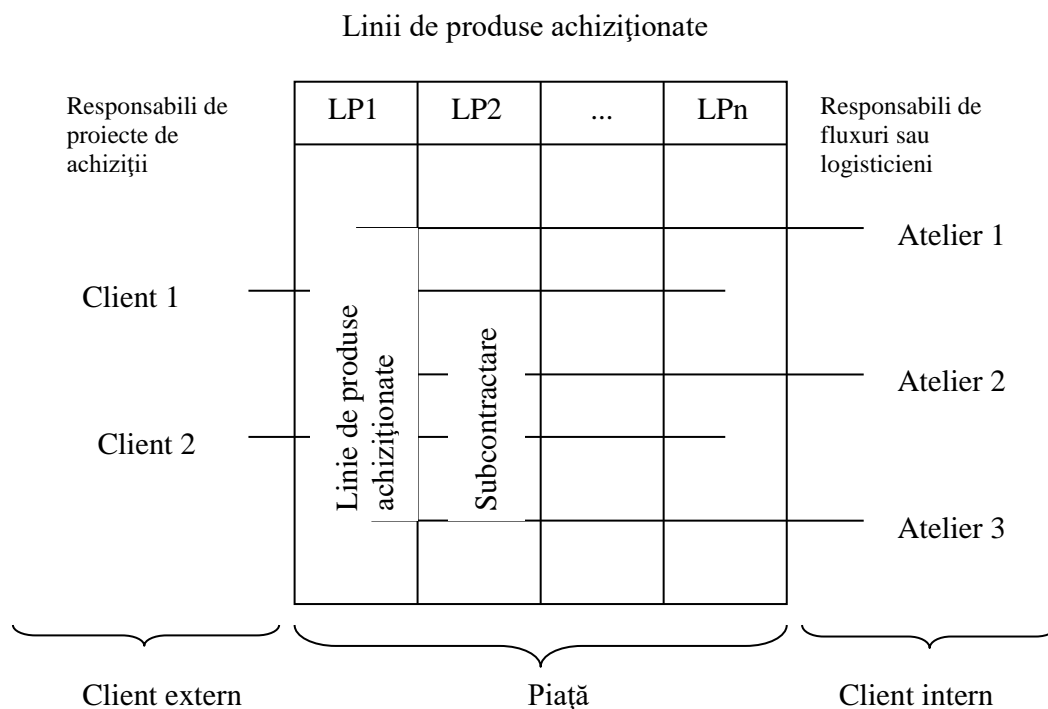 Linii de produse achiziţionate
Responsabili de
proiecte de
achiziţii
LP1 LP2 ... LPn
Responsabili de
fluxuri sau
logisticieni
Atelier 1
Client 1
Linie de produse
achiziţionate
Subcontractare
Atelier 2
Client 2
Atelier 3
Client extern Piaţă Client intern